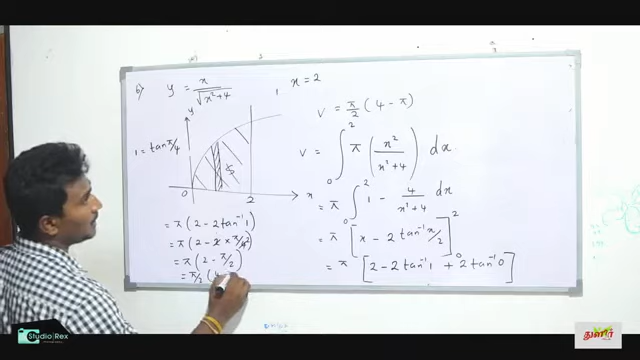 b) y = x / √(x²+4) , x = 2
V = π/2 (4 − π)
V = ∫₀² π (x² / (x²+4)) dx
= π ∫₀² 1 − 4/(x²+4) dx
= π [x − 2 tan⁻¹ x/2]₀²
= π [2 − 2 tan⁻¹ 1 + 2 tan⁻¹ 0]
1 = tan π/4
y
x
0
2
= π (2 − 2 tan⁻¹ 1)
= π (2 − 2 × π/4)
= π (2 − π/2)
= π/2 (4
Studio|Rex
துளிர்